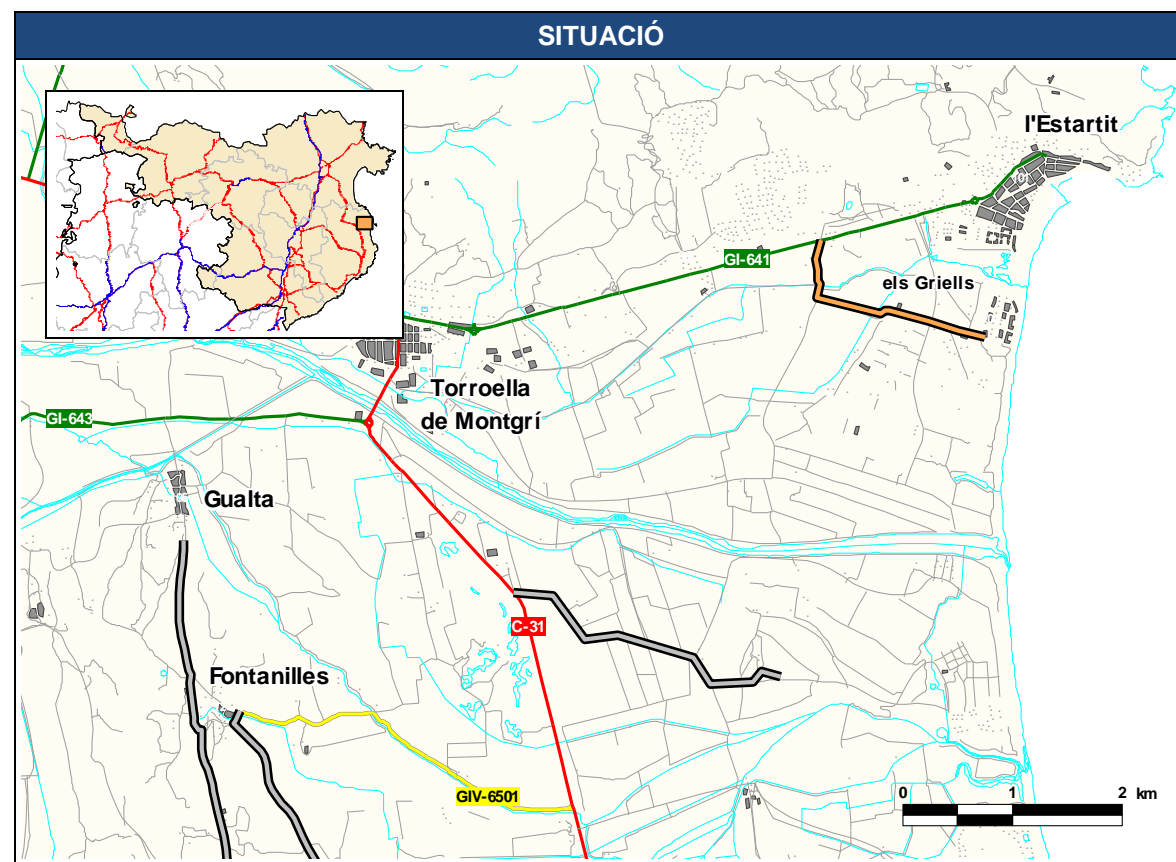 SITUACIÓ
l'Estartit
GI-641
els Griells
Torroella
de Montgrí
GI-643
Gualta
C-31
Fontanilles
GIV-6501
0 1 2 km